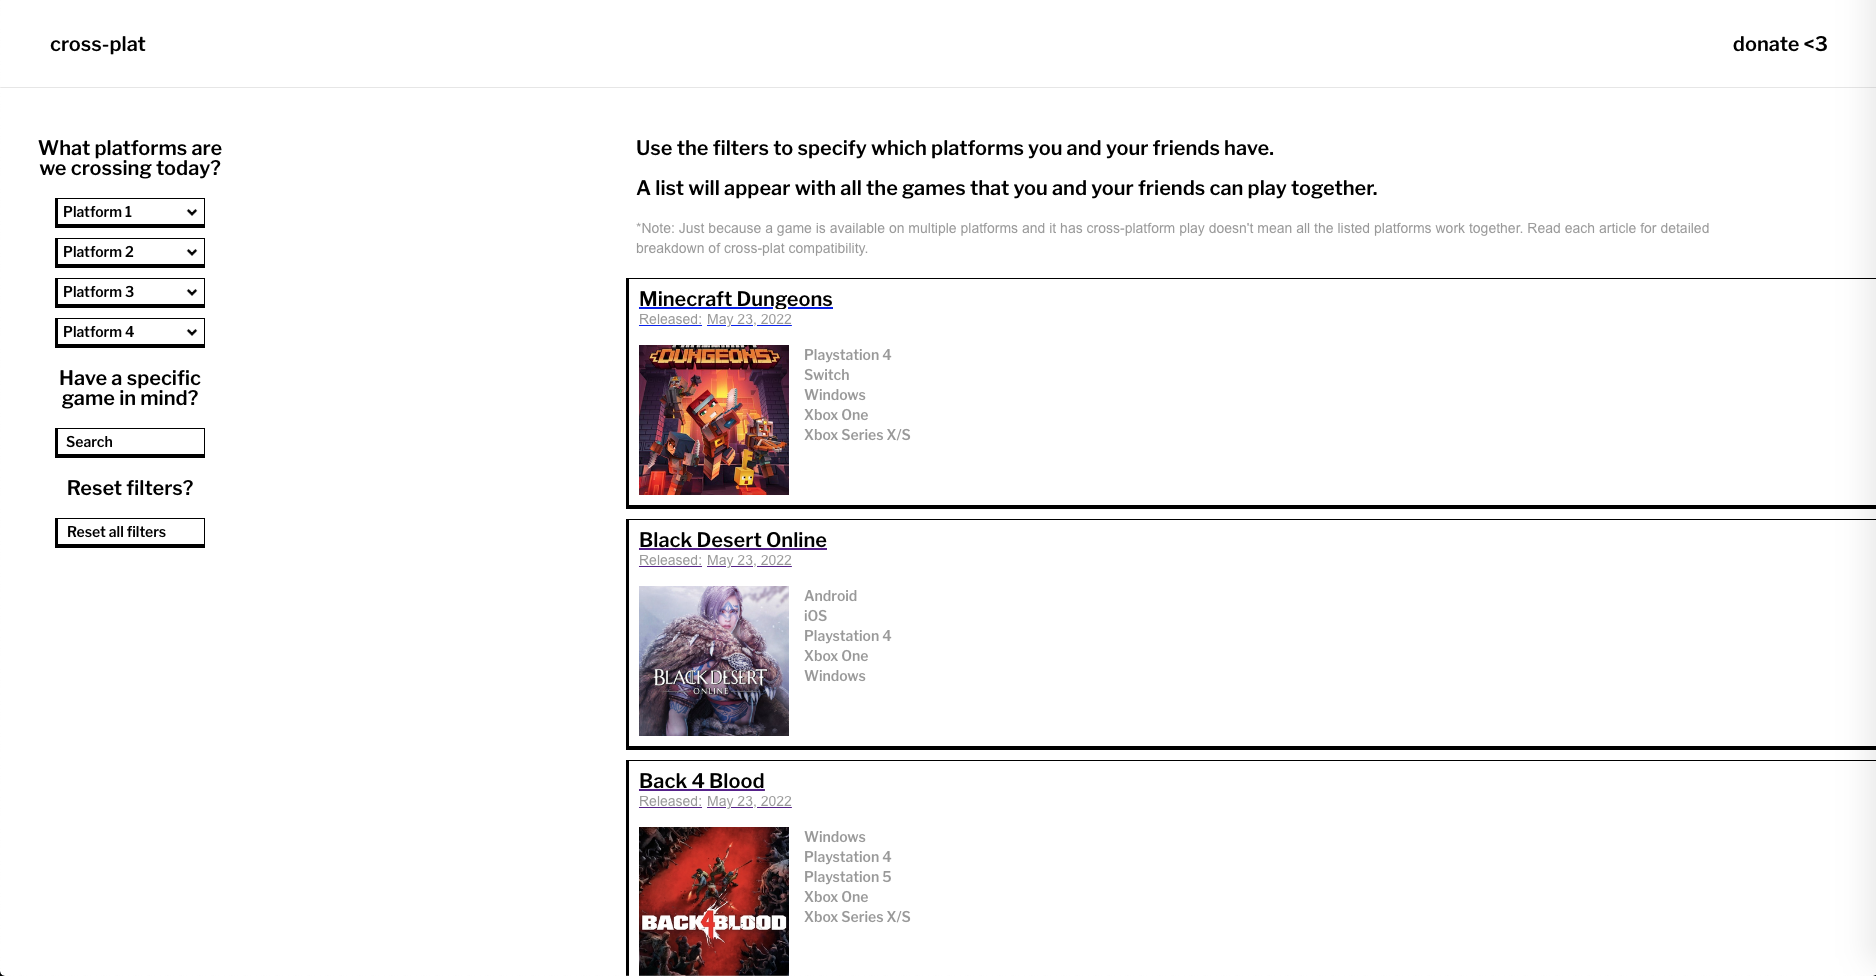 cross-plat
donate <3
What platforms are
we crossing today?
Platform 1
Platform 2
Platform 3
Platform 4
Have a specific
game in mind?
Search
Reset filters?
Reset all filters
Use the filters to specify which platforms you and your friends have.
A list will appear with all the games that you and your friends can play together.
*Note: Just because a game is available on multiple platforms and it has cross-platform play doesn't mean all the listed platforms work together. Read each article for detailed
breakdown of cross-plat compatibility.
Minecraft Dungeons
Released: May 23, 2022
DUNGEONS
Playstation 4
Switch
Windows
Xbox One
Xbox Series X/S
Black Desert Online
Released: May 23, 2022
BLACK DESERT
ONLINE
Android
iOS
Playstation 4
Xbox One
Windows
Back 4 Blood
Released: May 23, 2022
BACK4BLOOD
Windows
Playstation 4
Playstation 5
Xbox One
Xbox Series X/S